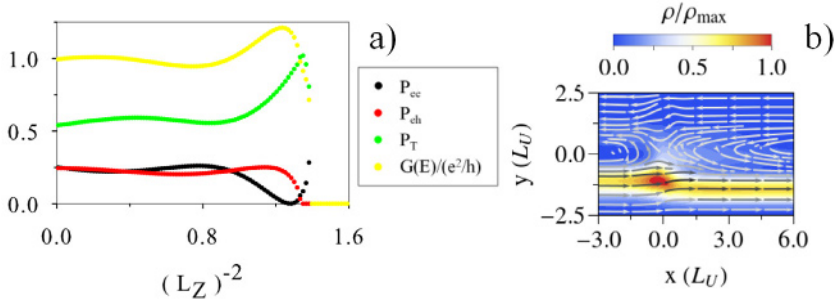 a)
1.0
0.5
0.0
0.0
0.8
1.6
( L_Z )^-2
P_ee
P_eh
P_T
G(E)/(e²/h)
ρ/ρ_max
b)
0.0
0.5
1.0
2.5
0.0
−2.5
y (L_U)
−3.0
0.0
3.0
6.0
x (L_U)